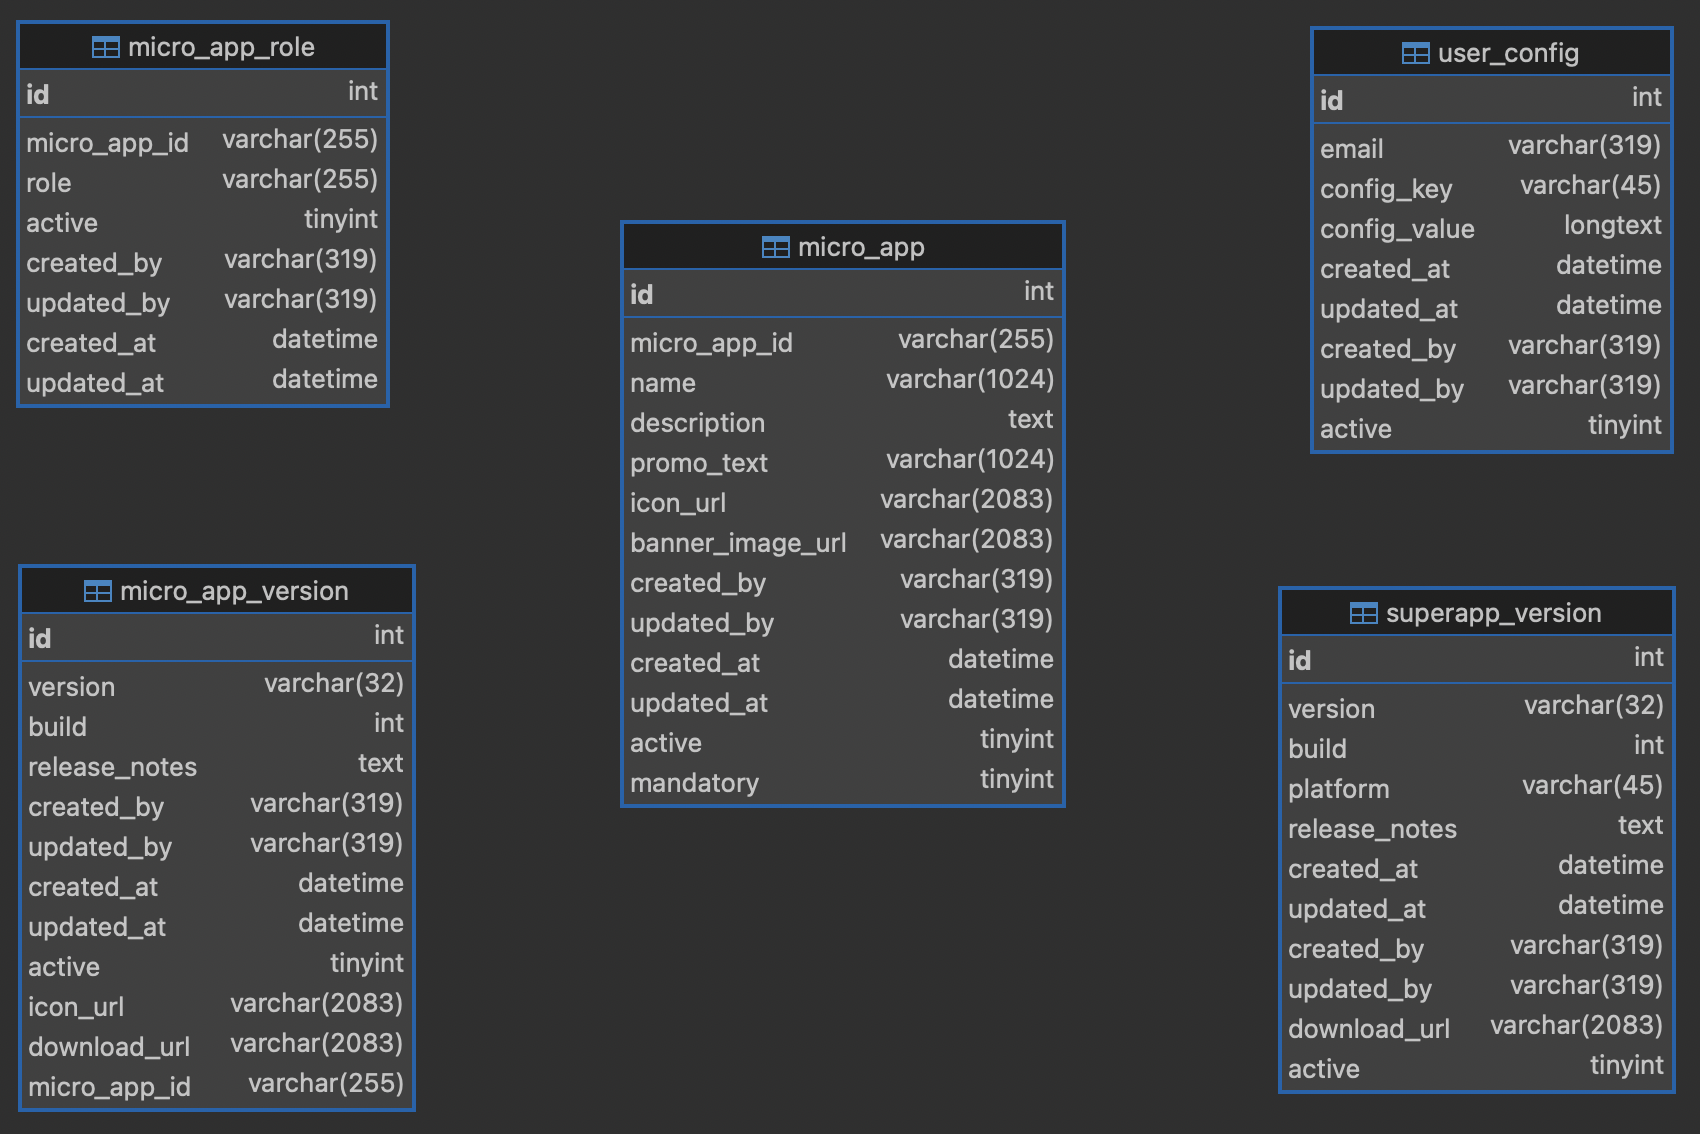 micro_app_role
id int
micro_app_id varchar(255)
role varchar(255)
active tinyint
created_by varchar(319)
updated_by varchar(319)
created_at datetime
updated_at datetime
micro_app_version
id int
version varchar(32)
build int
release_notes text
created_by varchar(319)
updated_by varchar(319)
created_at datetime
updated_at datetime
active tinyint
icon_url varchar(2083)
download_url varchar(2083)
micro_app_id varchar(255)
micro_app
id int
micro_app_id varchar(255)
name varchar(1024)
description text
promo_text varchar(1024)
icon_url varchar(2083)
banner_image_url varchar(2083)
created_by varchar(319)
updated_by varchar(319)
created_at datetime
updated_at datetime
active tinyint
mandatory tinyint
user_config
id int
email varchar(319)
config_key varchar(45)
config_value longtext
created_at datetime
updated_at datetime
created_by varchar(319)
updated_by varchar(319)
active tinyint
superapp_version
id int
version varchar(32)
build int
platform varchar(45)
release_notes text
created_at datetime
updated_at datetime
created_by varchar(319)
updated_by varchar(319)
download_url varchar(2083)
active tinyint